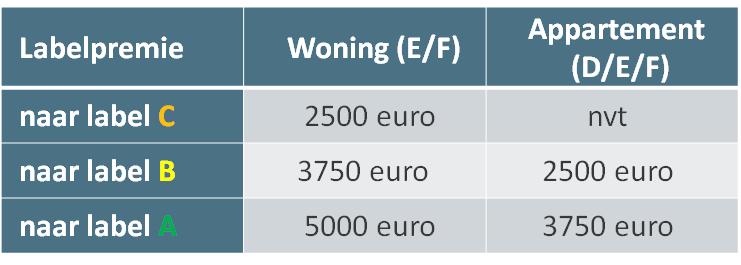 Labelpremie Woning (E/F) Appartement
(D/E/F)
naar label C 2500 euro nvt
naar label B 3750 euro 2500 euro
naar label A 5000 euro 3750 euro